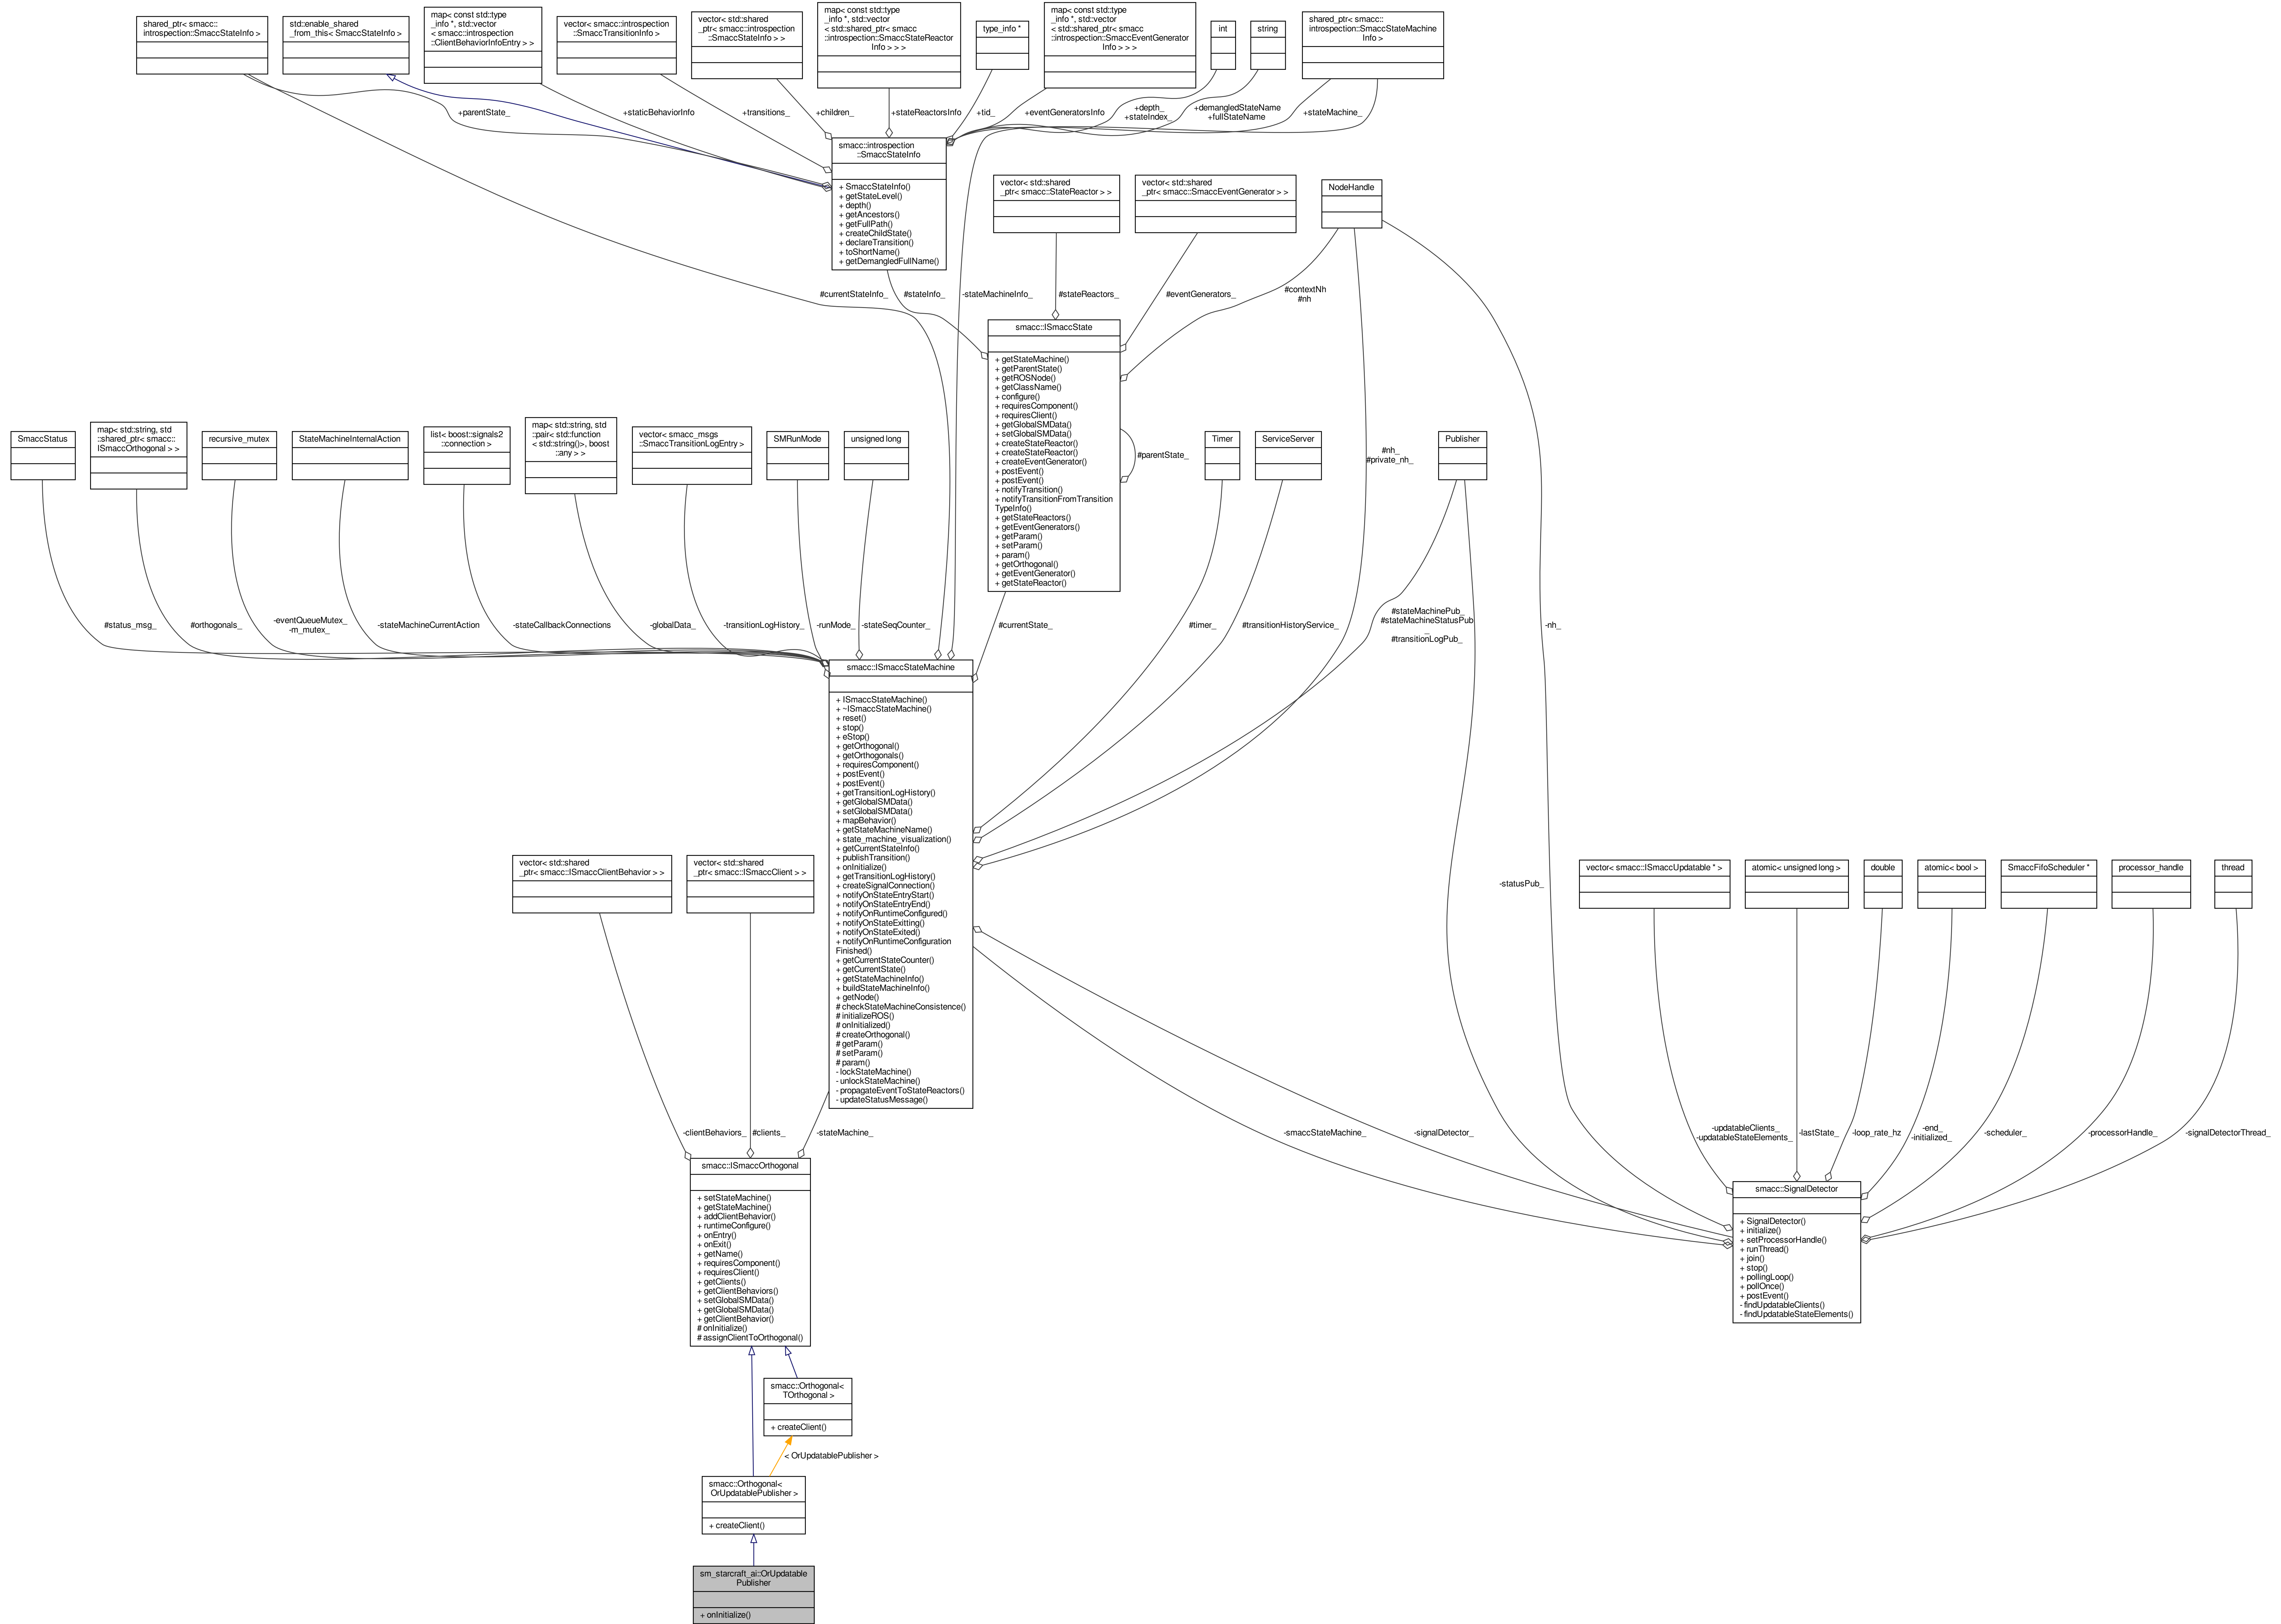 shared_ptr< smacc::
introspection::SmaccStateInfo >
std::enable_shared
_from_this< SmaccStateInfo >
map< const std::type
_info *, std::vector
< smacc::introspection
::ClientBehaviorInfoEntry > >
vector< smacc::introspection
::SmaccTransitionInfo >
vector< std::shared
_ptr< smacc::introspection
::SmaccStateInfo > >
map< const std::type
_info *, std::vector
< std::shared_ptr< smacc
::introspection::SmaccStateReactor
Info > > >
type_info *
map< const std::type
_info *, std::vector
< std::shared_ptr< smacc
::introspection::SmaccEventGenerator
Info > > >
int
string
shared_ptr< smacc::
introspection::SmaccStateMachine
Info >
+parentState_
+staticBehaviorInfo
+transitions_
+children_
+stateReactorsInfo
+tid_
+eventGeneratorsInfo
+depth_
+stateIndex_
+demangledStateName
+fullStateName
+stateMachine_
smacc::introspection
::SmaccStateInfo
+ SmaccStateInfo()
+ getStateLevel()
+ depth()
+ getAncestors()
+ getFullPath()
+ createChildState()
+ declareTransition()
+ toShortName()
+ getDemangledFullName()
vector< std::shared
_ptr< smacc::StateReactor > >
vector< std::shared
_ptr< smacc::SmaccEventGenerator > >
NodeHandle
#currentStateInfo_
#stateInfo_
-stateMachineInfo_
#stateReactors_
#eventGenerators_
#contextNh
#nh
smacc::ISmaccState
+ getStateMachine()
+ getParentState()
+ getROSNode()
+ getClassName()
+ configure()
+ requiresComponent()
+ requiresClient()
+ getGlobalSMData()
+ setGlobalSMData()
+ createStateReactor()
+ createStateReactor()
+ createEventGenerator()
+ postEvent()
+ postEvent()
+ notifyTransition()
+ notifyTransitionFromTransition
TypeInfo()
+ getStateReactors()
+ getEventGenerators()
+ getParam()
+ setParam()
+ param()
+ getOrthogonal()
+ getEventGenerator()
+ getStateReactor()
#parentState_
SmaccStatus
map< std::string, std
::shared_ptr< smacc::
ISmaccOrthogonal > >
recursive_mutex
StateMachineInternalAction
list< boost::signals2
::connection >
map< std::string, std
::pair< std::function
< std::string()>, boost
::any > >
vector< smacc_msgs
::SmaccTransitionLogEntry >
SMRunMode
unsigned long
Timer
ServiceServer
Publisher
#nh_
#private_nh_
#status_msg_
#orthogonals_
-eventQueueMutex_
-m_mutex_
-stateMachineCurrentAction
-stateCallbackConnections
-globalData_
-transitionLogHistory_
-runMode_
-stateSeqCounter_
#currentState_
#timer_
#transitionHistoryService_
#stateMachinePub_
#stateMachineStatusPub
_
#transitionLogPub_
-nh_
smacc::ISmaccStateMachine
+ ISmaccStateMachine()
+ ~ISmaccStateMachine()
+ reset()
+ stop()
+ eStop()
+ getOrthogonal()
+ getOrthogonals()
+ requiresComponent()
+ postEvent()
+ postEvent()
+ getTransitionLogHistory()
+ getGlobalSMData()
+ setGlobalSMData()
+ mapBehavior()
+ getStateMachineName()
+ state_machine_visualization()
+ getCurrentStateInfo()
+ publishTransition()
+ onInitialize()
+ getTransitionLogHistory()
+ createSignalConnection()
+ notifyOnStateEntryStart()
+ notifyOnStateEntryEnd()
+ notifyOnRuntimeConfigured()
+ notifyOnStateExitting()
+ notifyOnStateExited()
+ notifyOnRuntimeConfiguration
Finished()
+ getCurrentStateCounter()
+ getCurrentState()
+ getStateMachineInfo()
+ buildStateMachineInfo()
+ getNode()
# checkStateMachineConsistence()
# initializeROS()
# onInitialized()
# createOrthogonal()
# getParam()
# setParam()
# param()
- lockStateMachine()
- unlockStateMachine()
- propagateEventToStateReactors()
- updateStatusMessage()
vector< std::shared
_ptr< smacc::ISmaccClientBehavior > >
vector< std::shared
_ptr< smacc::ISmaccClient > >
-statusPub_
vector< smacc::ISmaccUpdatable * >
atomic< unsigned long >
double
atomic< bool >
SmaccFifoScheduler *
processor_handle
thread
-clientBehaviors_
#clients_
-stateMachine_
-smaccStateMachine_
-signalDetector_
-updatableClients_
-updatableStateElements_
-lastState_
-loop_rate_hz
-end_
-initialized_
-scheduler_
-processorHandle_
-signalDetectorThread_
smacc::ISmaccOrthogonal
+ setStateMachine()
+ getStateMachine()
+ addClientBehavior()
+ runtimeConfigure()
+ onEntry()
+ onExit()
+ getName()
+ requiresComponent()
+ requiresClient()
+ getClients()
+ getClientBehaviors()
+ setGlobalSMData()
+ getGlobalSMData()
+ getClientBehavior()
# onInitialize()
# assignClientToOrthogonal()
smacc::SignalDetector
+ SignalDetector()
+ initialize()
+ setProcessorHandle()
+ runThread()
+ join()
+ stop()
+ pollingLoop()
+ pollOnce()
+ postEvent()
- findUpdatableClients()
- findUpdatableStateElements()
smacc::Orthogonal<
TOrthogonal >
+ createClient()
< OrUpdatablePublisher >
smacc::Orthogonal<
OrUpdatablePublisher >
+ createClient()
sm_starcraft_ai::OrUpdatable
Publisher
+ onInitialize()